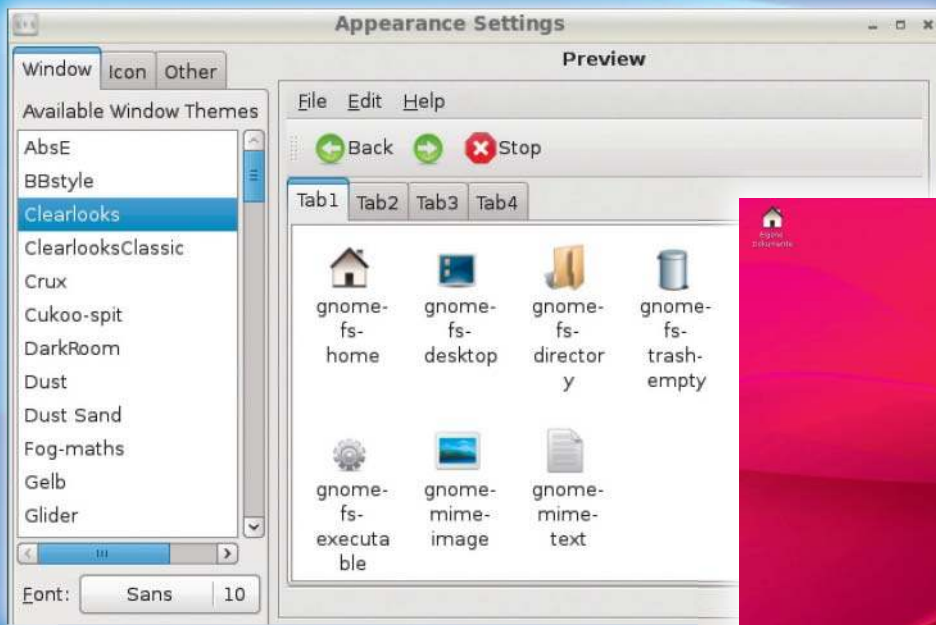 Appearance Settings
Window Icon Other
Available Window Themes
AbsE
BBstyle
Clearlooks
ClearlooksClassic
Crux
Cukoo-spit
DarkRoom
Dust
Dust Sand
Fog-maths
Gelb
Glider
Font: Sans 10
Preview
File Edit Help
Back Stop
Tab1 Tab2 Tab3 Tab4
gnome-
fs-
home
gnome-
fs-
desktop
gnome-
fs-
director
y
gnome-
fs-
trash-
empty
gnome-
fs-
executa
ble
gnome-
mime-
image
gnome-
mime-
text
Eigene
Dokumente